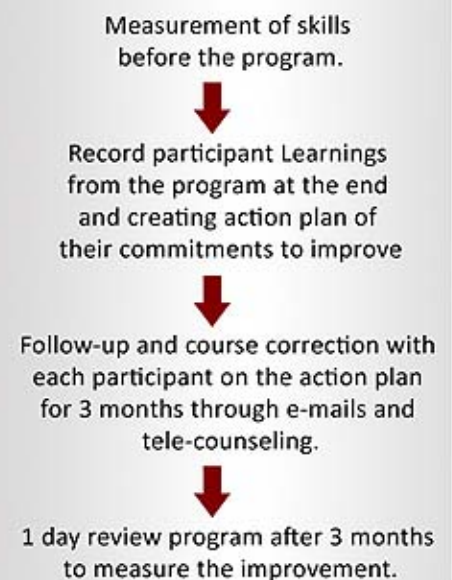 Measurement of skills
before the program.
Record participant Learnings
from the program at the end
and creating action plan of
their commitments to improve
Follow-up and course correction with
each participant on the action plan
for 3 months through e-mails and
tele-counseling.
1 day review program after 3 months
to measure the improvement.